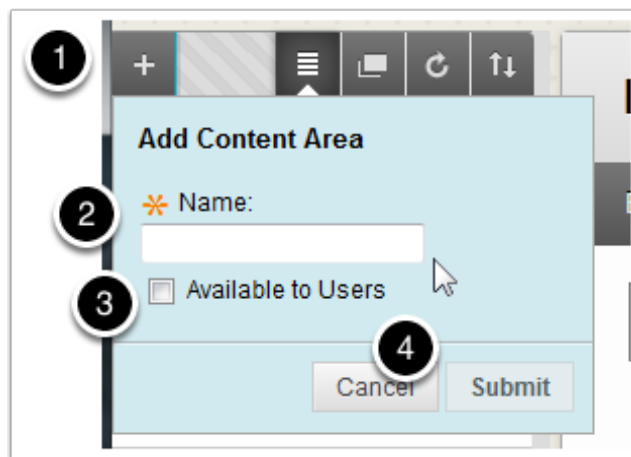 1
+
Add Content Area
2
* Name:
3
Available to Users
4
Cancel Submit